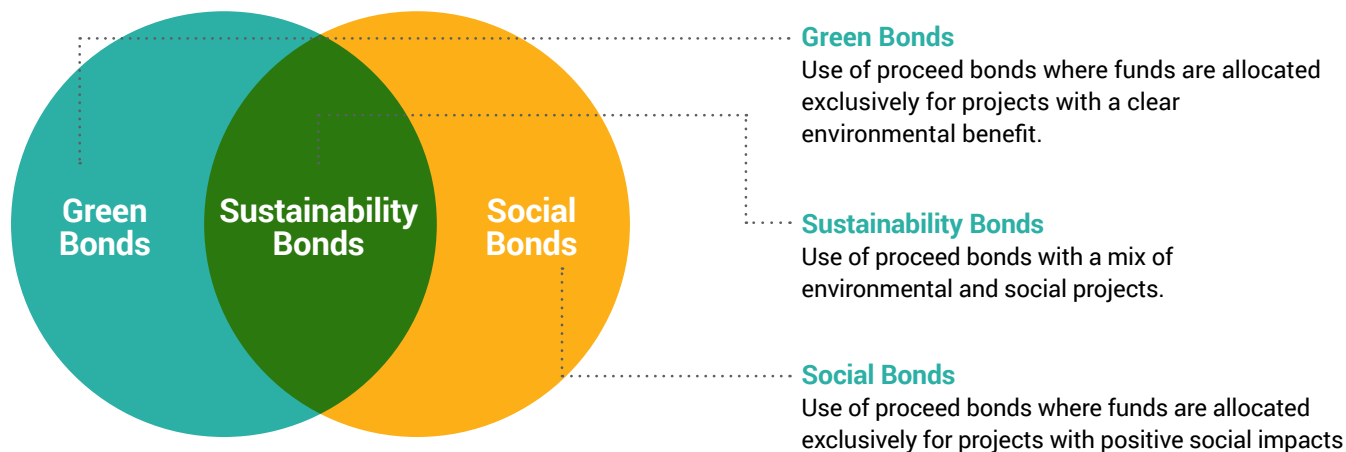 Green
Bonds
Sustainability
Bonds
Social
Bonds
Green Bonds
Use of proceed bonds where funds are allocated
exclusively for projects with a clear
environmental benefit.
Sustainability Bonds
Use of proceed bonds with a mix of
environmental and social projects.
Social Bonds
Use of proceed bonds where funds are allocated
exclusively for projects with positive social impacts